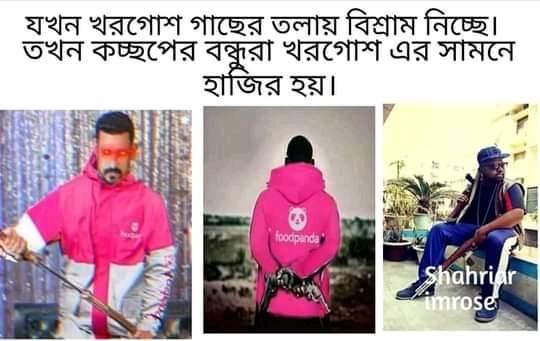 যখন খরগোশ গাছের তলায় বিশ্রাম নিচ্ছে।
তখন কচ্ছপের বন্ধুরা খরগোশ এর সামনে
হাজির হয়।
foodpanda
Shahriar
imrose